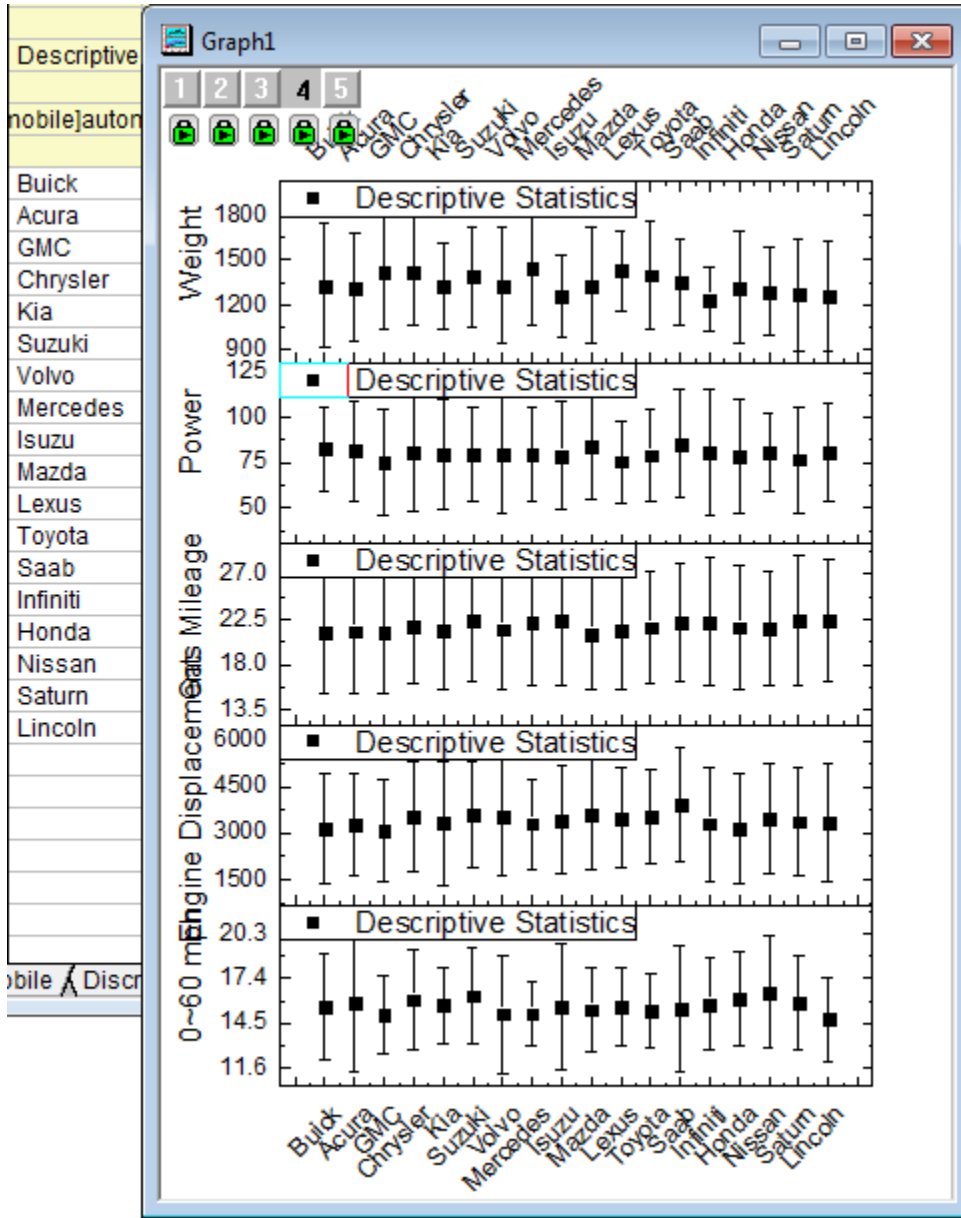 Graph1
Descriptive
1 2 3 4 5
nobile]auton
Buick Acura GMC Chrysler Kia Suzuki Volvo Mercedes Isuzu Mazda Lexus Toyota Saab Infiniti Honda Nissan Saturn Lincoln
Buick
Acura
GMC
Chrysler
Kia
Suzuki
Volvo
Mercedes
Isuzu
Mazda
Lexus
Toyota
Saab
Infiniti
Honda
Nissan
Saturn
Lincoln
obile
Discr
Weight
Descriptive Statistics
1800
1500
1200
900
Power
Descriptive Statistics
125
100
75
50
Gas Mileage
Descriptive Statistics
27.0
22.5
18.0
13.5
Engine Displacement
Descriptive Statistics
6000
4500
3000
1500
0~60 mph
Descriptive Statistics
20.3
17.4
14.5
11.6
Buick Acura GMC Chrysler Kia Suzuki Volvo Mercedes Isuzu Mazda Lexus Toyota Saab Infiniti Honda Nissan Saturn Lincoln